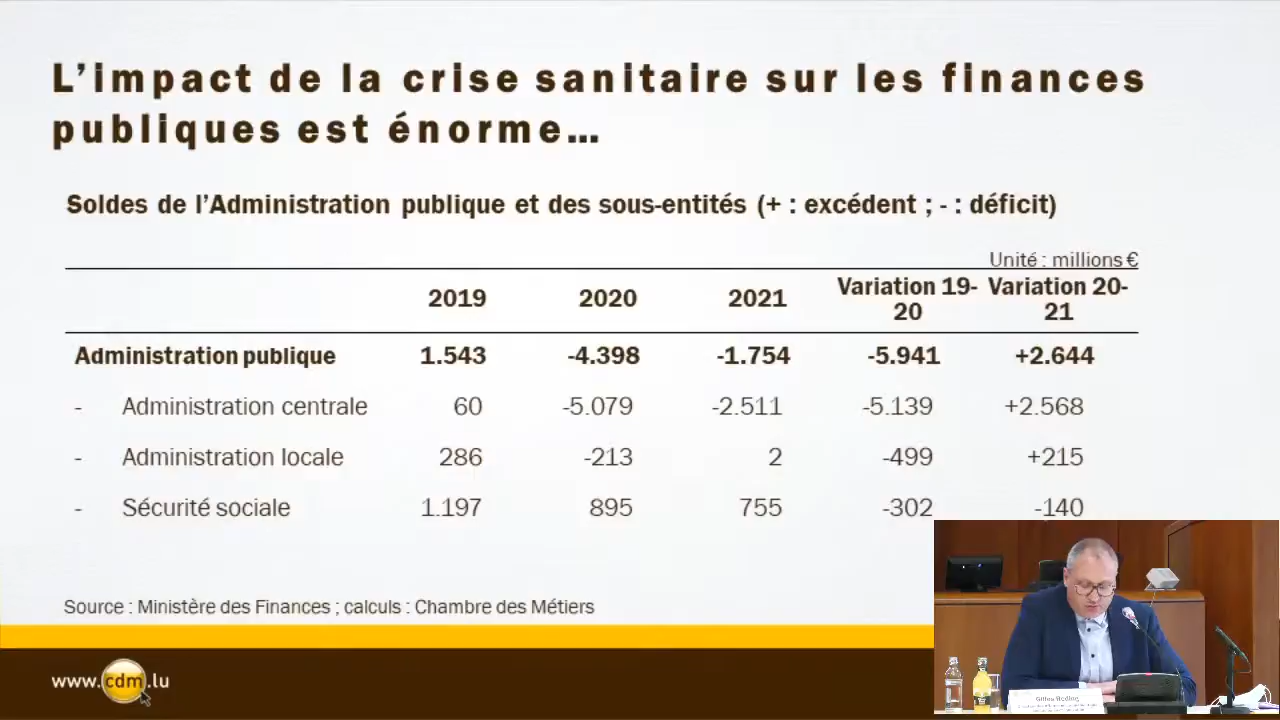 L'impact de la crise sanitaire sur les finances
publiques est énorme...
Soldes de l'Administration publique et des sous-entités (+ : excédent ; - : déficit)
Unité : millions €
2019 2020 2021 Variation 19-20 Variation 20-21
Administration publique 1.543 -4.398 -1.754 -5.941 +2.644
- Administration centrale 60 -5.079 -2.511 -5.139 +2.568
- Administration locale 286 -213 2 -499 +215
- Sécurité sociale 1.197 895 755 -302 -140
Source : Ministère des Finances ; calculs : Chambre des Métiers
www.cdm.lu
Gilles Reding